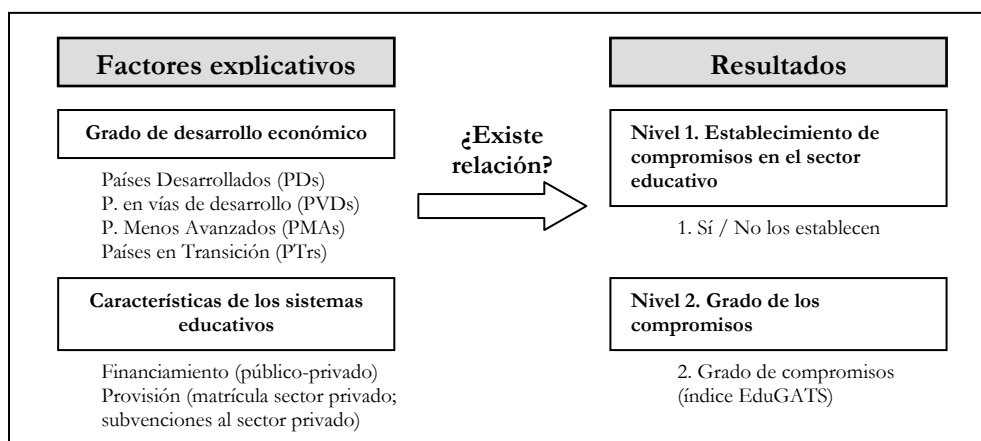 Factores explicativos
Grado de desarrollo económico
Países Desarrollados (PDs)
P. en vías de desarrollo (PVDs)
P. Menos Avanzados (PMAs)
Países en Transición (PTrs)
Características de los sistemas
educativos
Financiamiento (público-privado)
Provisión (matrícula sector privado;
subvenciones al sector privado)
¿Existe
relación?
Resultados
Nivel 1. Establecimiento de
compromisos en el sector
educativo
1. Sí / No los establecen
Nivel 2. Grado de los
compromisos
2. Grado de compromisos
(índice EduGATS)